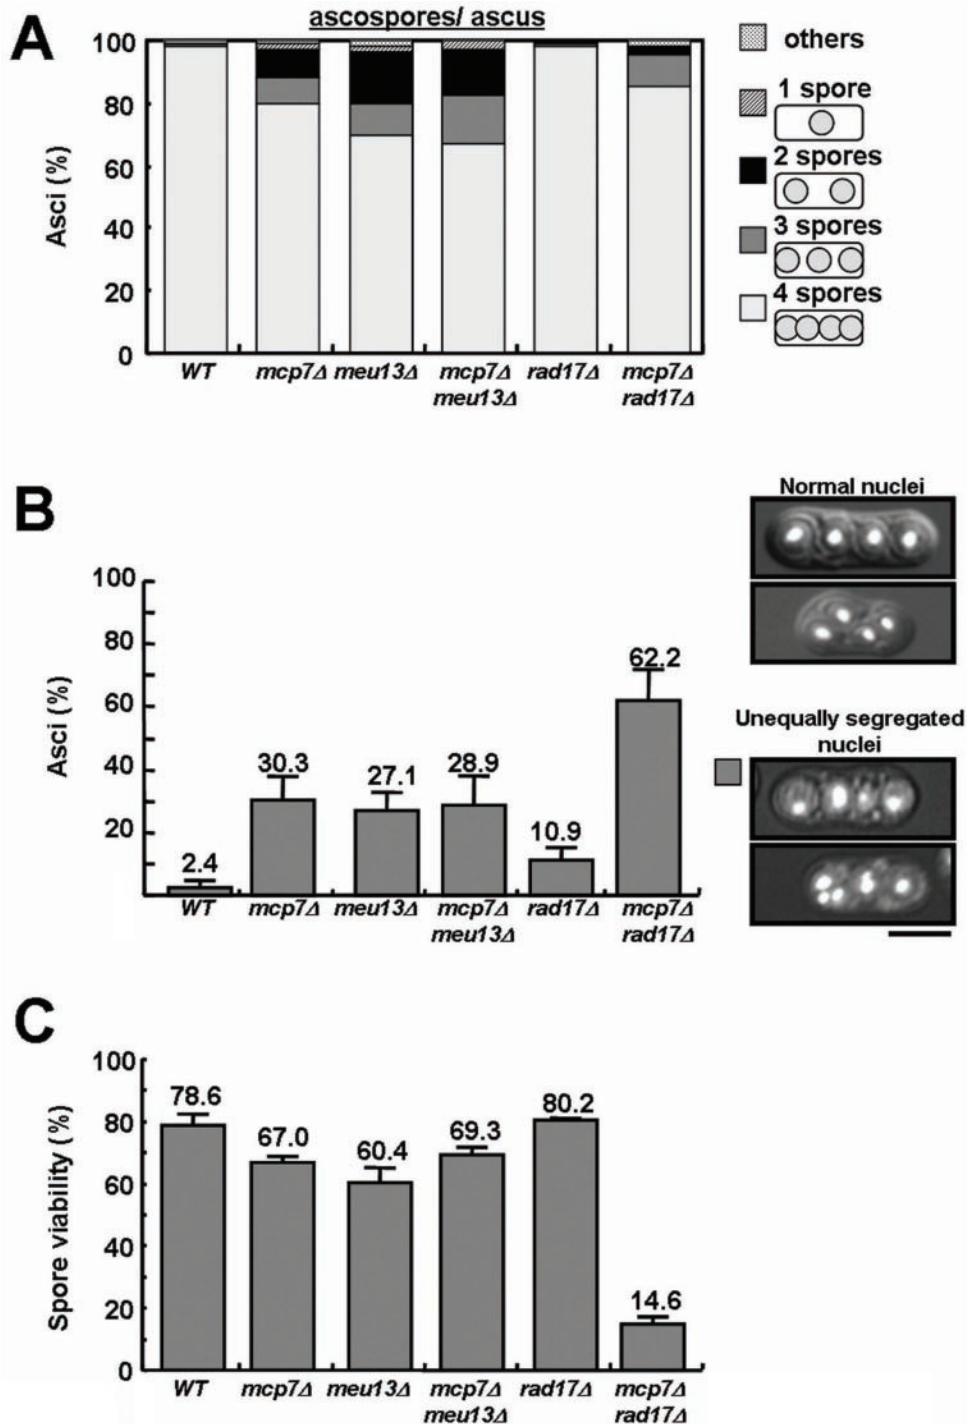 A
ascospores/ ascus
100
80
60
40
20
0
Asci (%)
WT
mcp7Δ
meu13Δ
mcp7Δ
meu13Δ
rad17Δ
mcp7Δ
rad17Δ
others
1 spore
2 spores
3 spores
4 spores
B
100
80
60
40
20
Asci (%)
2.4
30.3
27.1
28.9
10.9
62.2
WT
mcp7Δ
meu13Δ
mcp7Δ
meu13Δ
rad17Δ
mcp7Δ
rad17Δ
Normal nuclei
Unequally segregated
nuclei
C
100
80
60
40
20
0
Spore viability (%)
78.6
67.0
60.4
69.3
80.2
14.6
WT
mcp7Δ
meu13Δ
mcp7Δ
meu13Δ
rad17Δ
mcp7Δ
rad17Δ